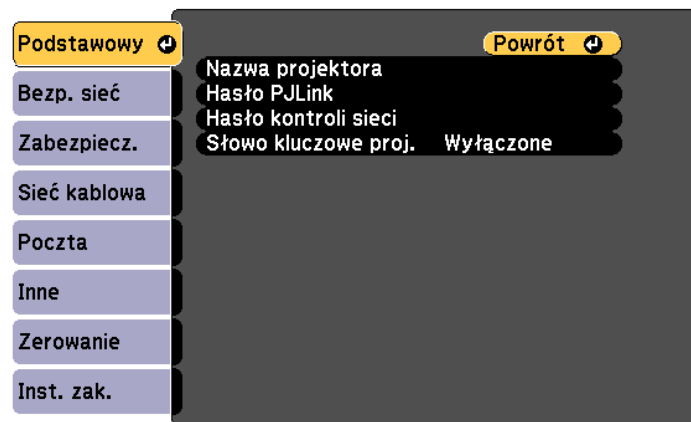 Podstawowy
Powrót
Nazwa projektora
Bezp. sieć
Hasło PJLink
Hasło kontroli sieci
Zabezpiecz.
Słowo kluczowe proj. Wyłączone
Sieć kablowa
Poczta
Inne
Zerowanie
Inst. zak.